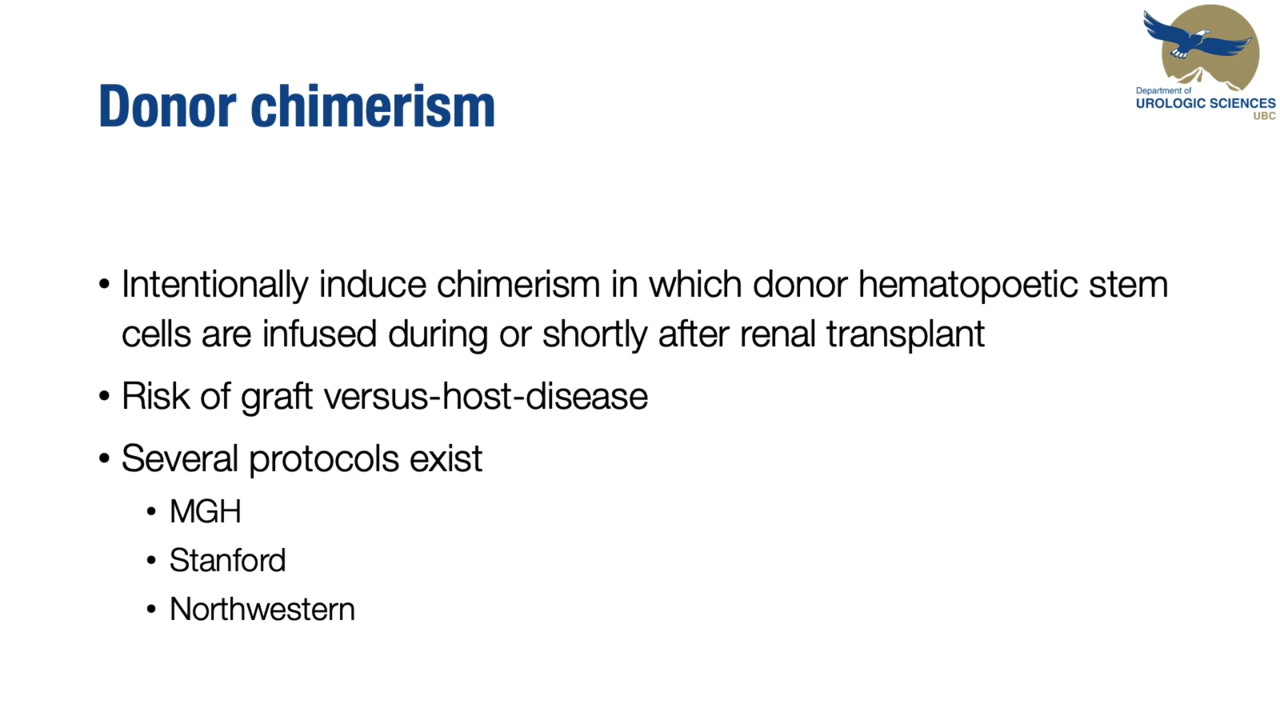 Department of
UROLOGIC SCIENCES
UBC
Donor chimerism
• Intentionally induce chimerism in which donor hematopoetic stem
cells are infused during or shortly after renal transplant
• Risk of graft versus-host-disease
• Several protocols exist
• MGH
• Stanford
• Northwestern